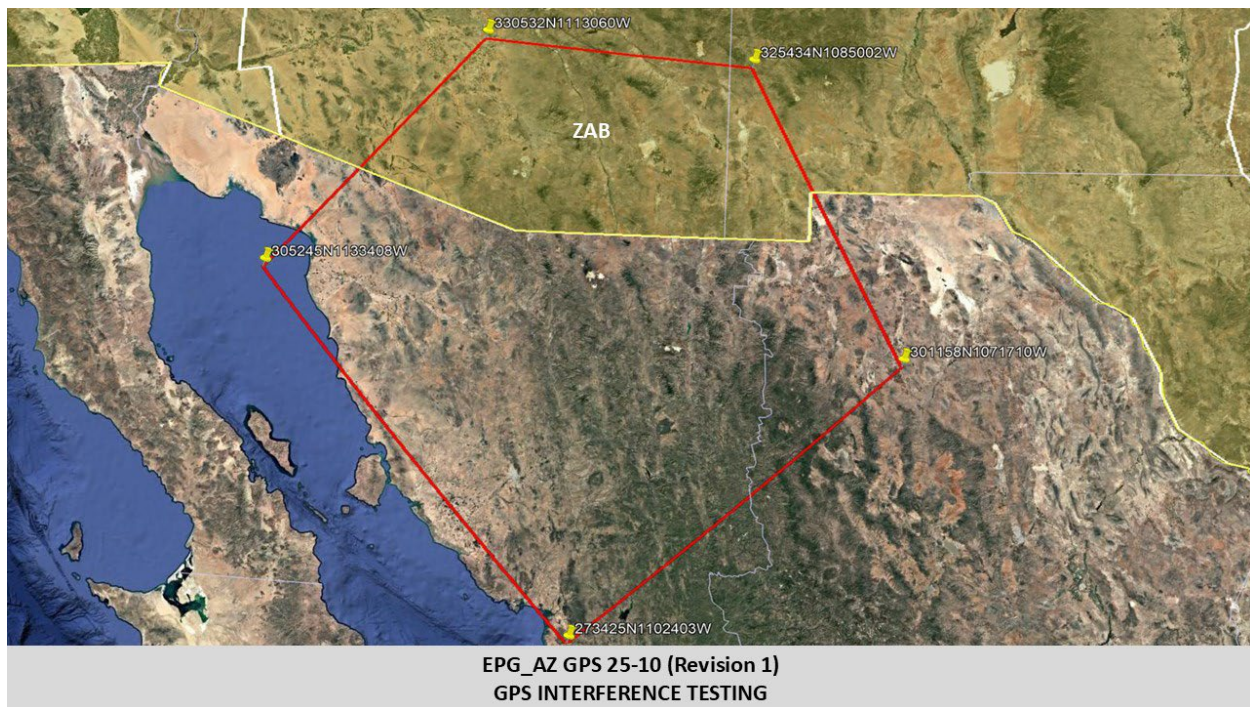 330532N1113060W
325434N1085002W
ZAB
305245N1133408W
301158N1071710W
273425N1102403W
EPG_AZ GPS 25-10 (Revision 1)
GPS INTERFERENCE TESTING